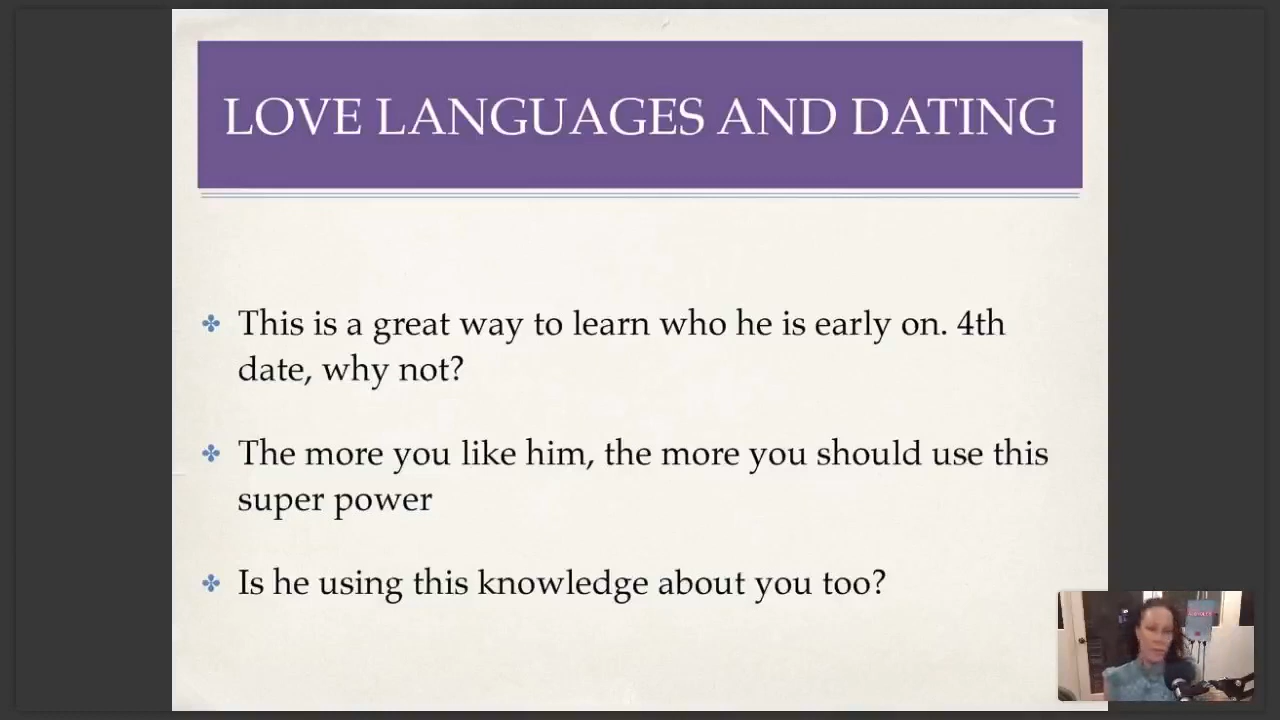 LOVE LANGUAGES AND DATING
This is a great way to learn who he is early on. 4th
date, why not?
The more you like him, the more you should use this
super power
Is he using this knowledge about you too?